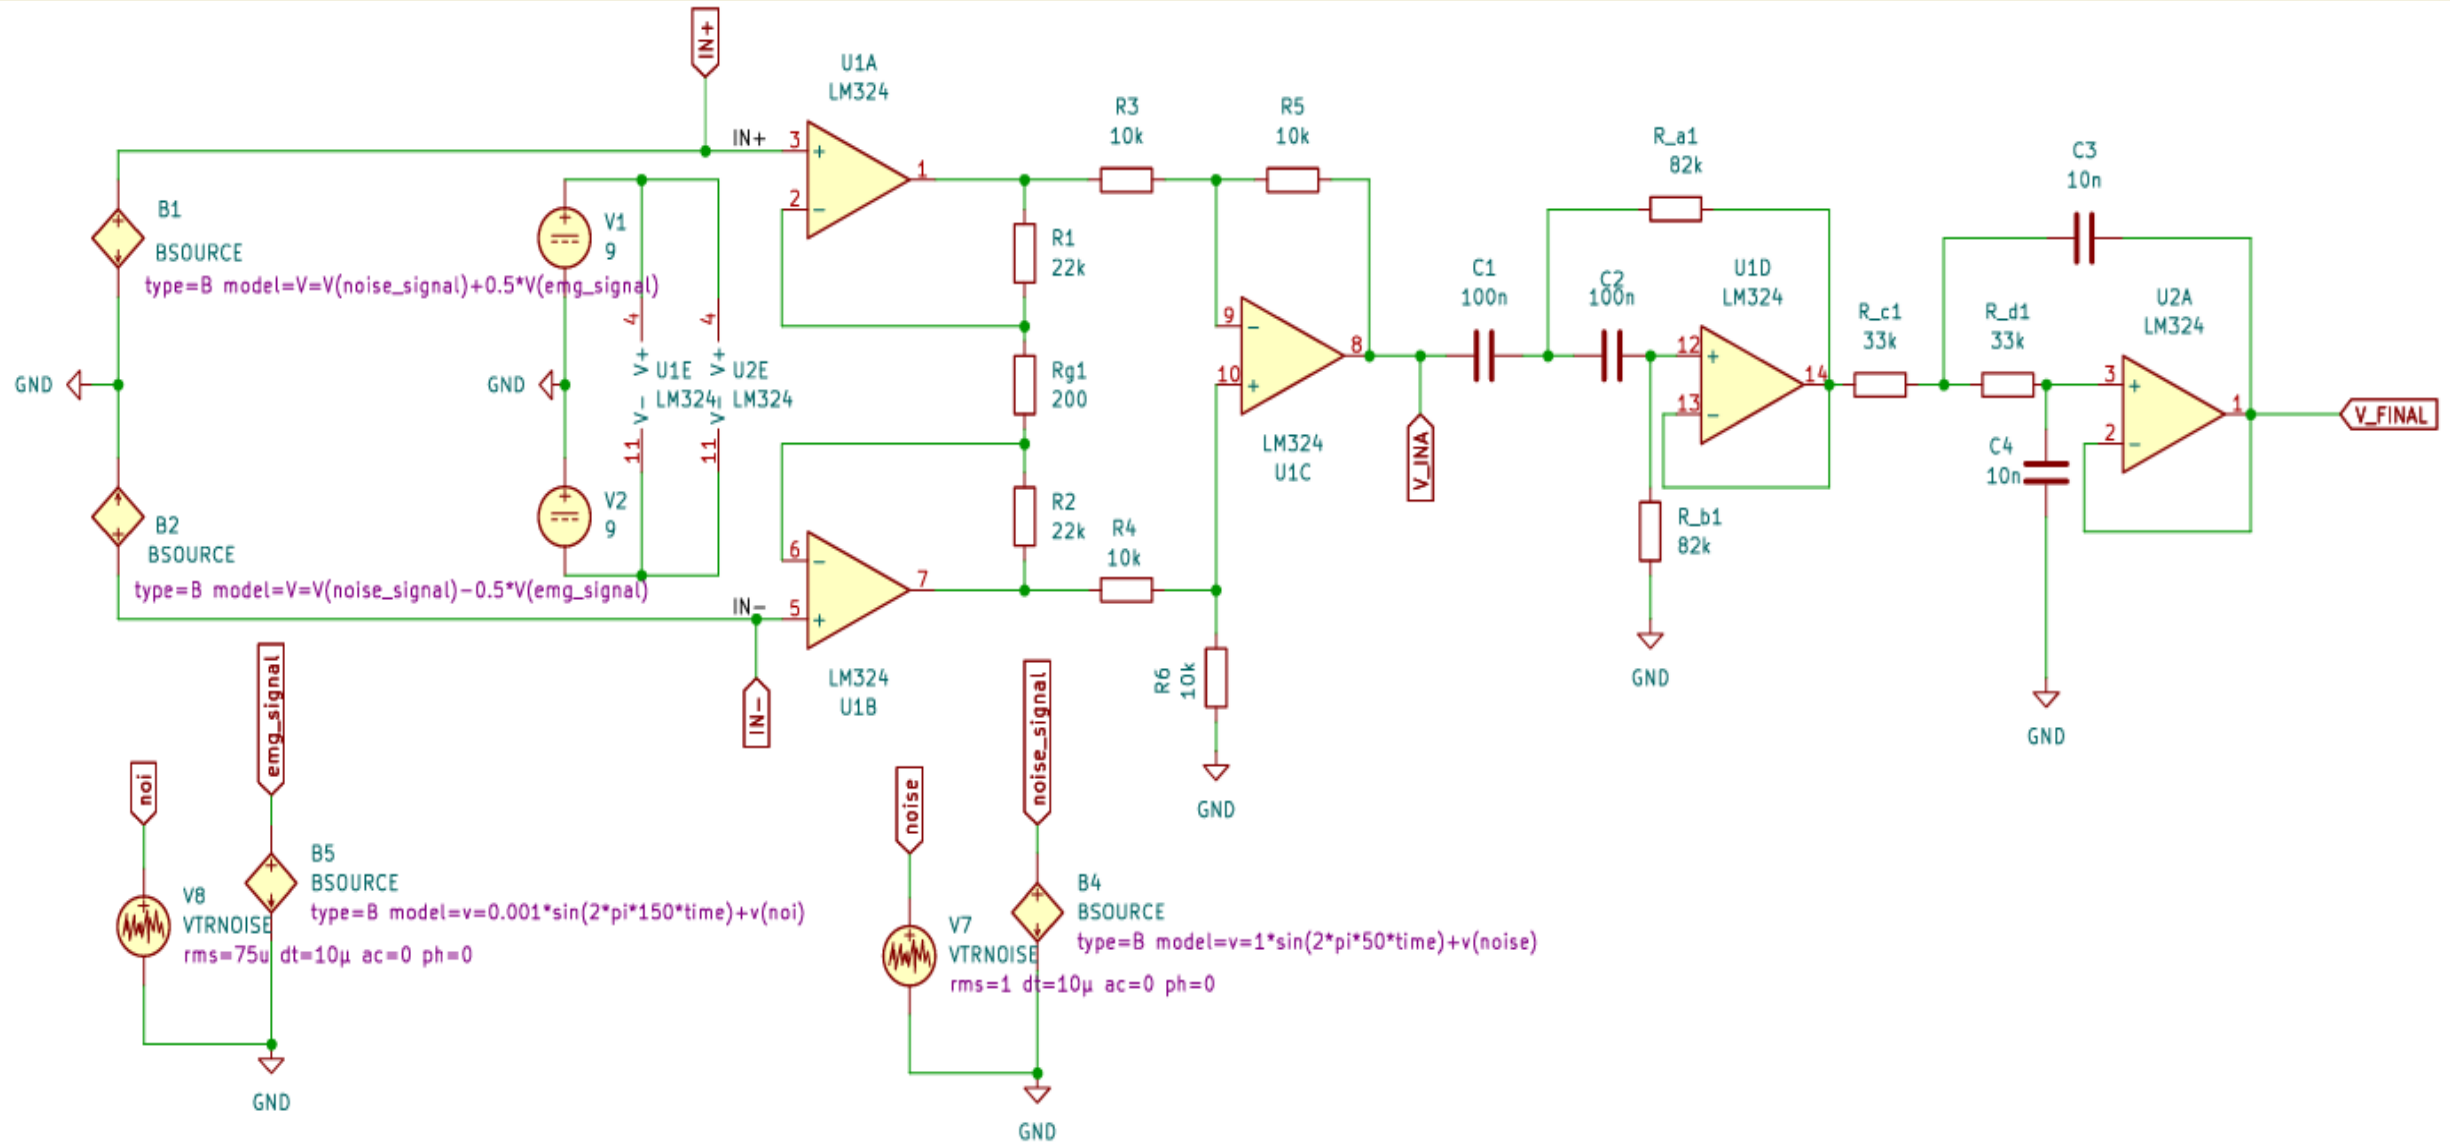 IN+
U1A
LM324
IN+
3
+
2
−
1
R3
10k
R5
10k
R_a1
82k
C3
10n
B1
BSOURCE
type=B model=V=V(noise_signal)+0.5*V(emg_signal)
V1
9
R1
22k
C1
100n
C2
100n
U1D
LM324
R_c1
33k
R_d1
33k
U2A
LM324
GND
GND
4
4
V+
V+
U1E
LM324
U2E
LM324
V−
V−
11
11
Rg1
200
9
−
10
+
8
LM324
U1C
V_INA
12
+
13
−
14
3
+
2
−
1
V_FINAL
C4
10n
B2
BSOURCE
type=B model=V=V(noise_signal)-0.5*V(emg_signal)
V2
9
R2
22k
R4
10k
R_b1
82k
6
−
5
+
7
IN−
IN−
LM324
U1B
R6
10k
GND
GND
GND
noi
emg_signal
V8
VTRNOISE
rms=75u dt=10µ ac=0 ph=0
B5
BSOURCE
type=B model=v=0.001*sin(2*pi*150*time)+v(noi)
GND
noise
noise_signal
V7
VTRNOISE
rms=1 dt=10µ ac=0 ph=0
B4
BSOURCE
type=B model=v=1*sin(2*pi*50*time)+v(noise)
GND